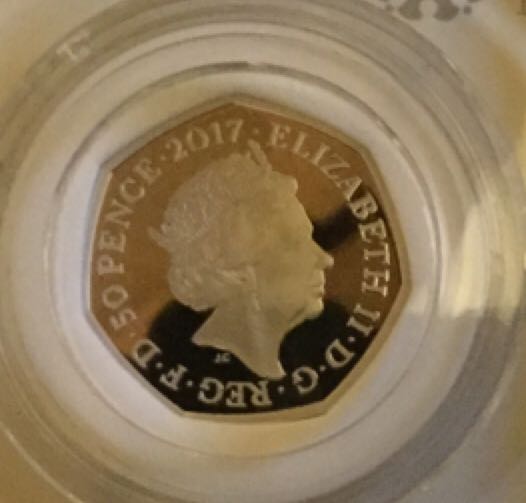 50 PENCE · 2017 · ELIZABETH II · D · G · REG · F · D ·